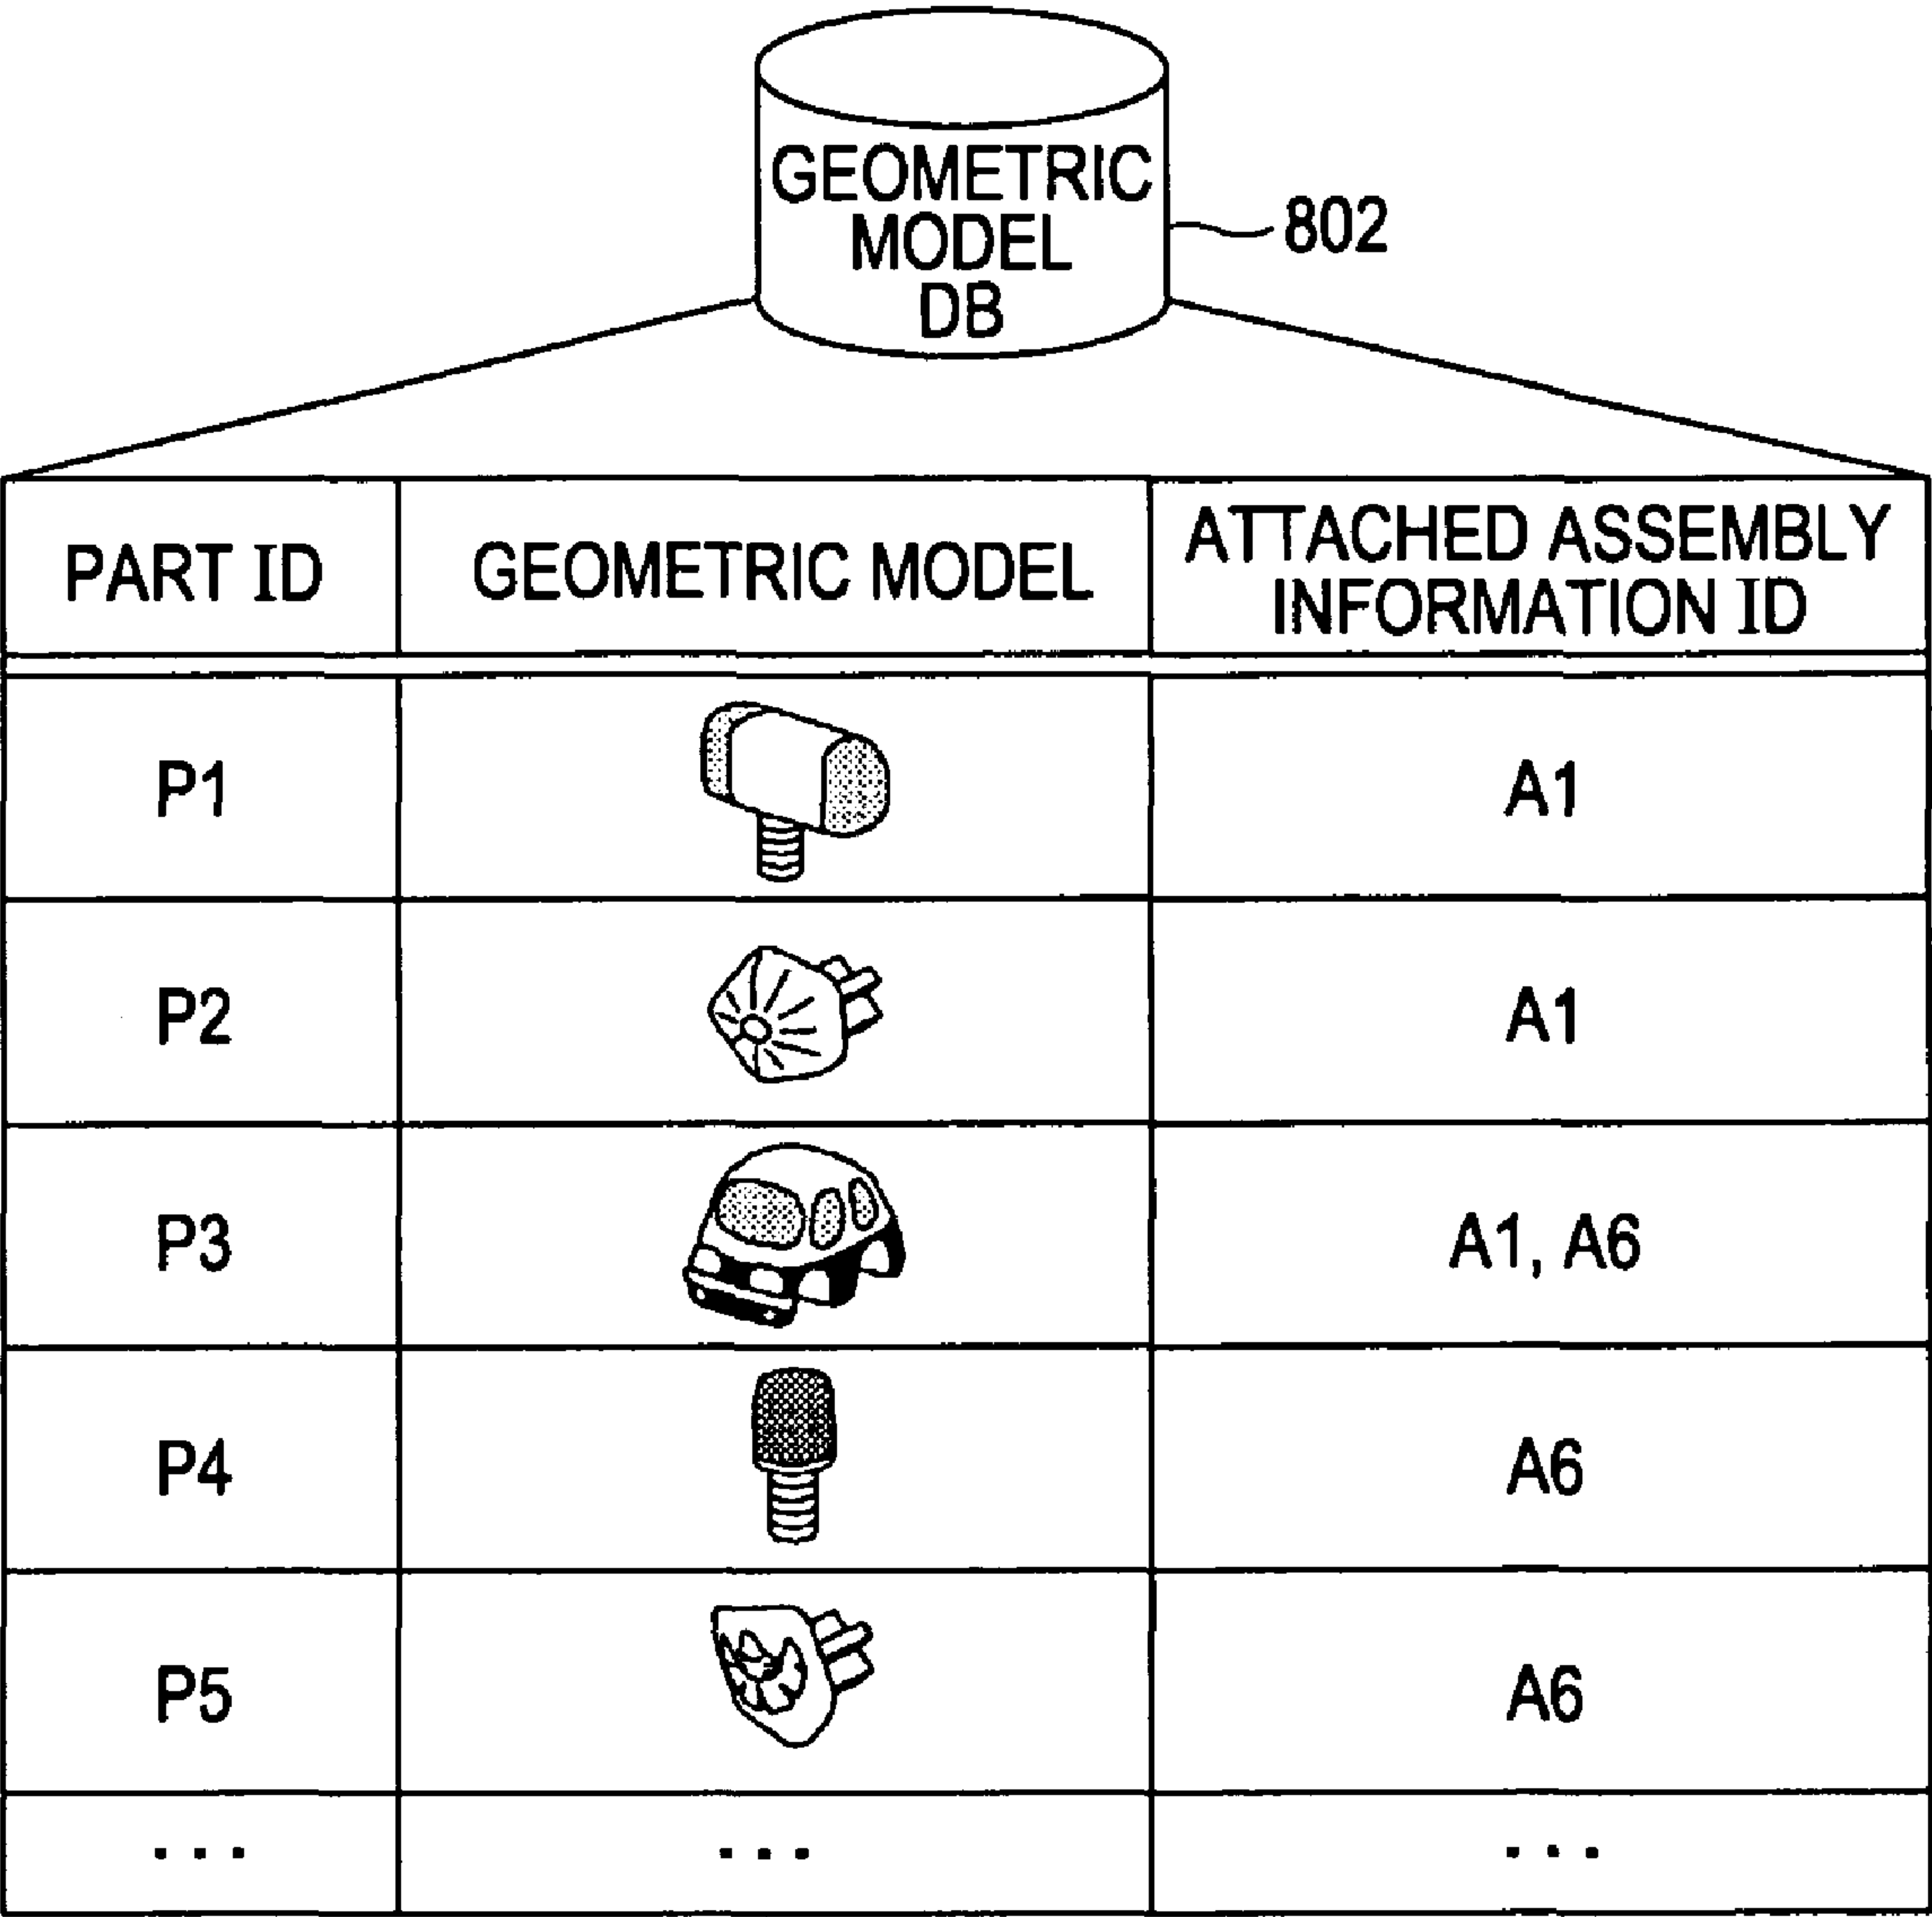 GEOMETRIC
MODEL
DB
802
PART ID
GEOMETRIC MODEL
ATTACHED ASSEMBLY
INFORMATION ID
P1
A1
P2
A1
P3
A1, A6
P4
A6
P5
A6
... ... ...